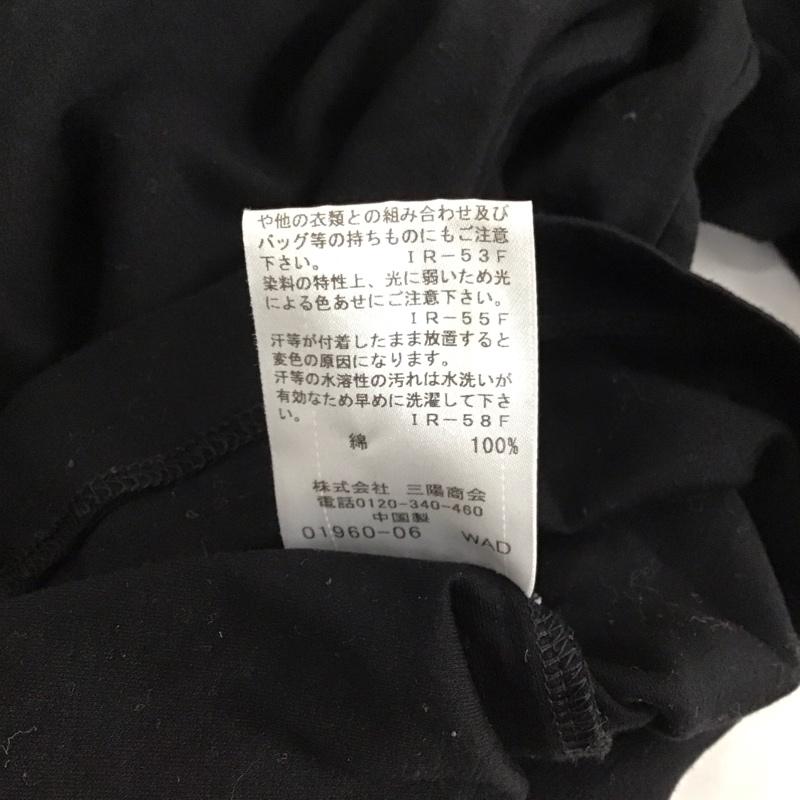 や他の衣類との組み合わせ及び
バッグ等の持ちものにもご注意
下さい。 IR-53F
染料の特性上、光に弱いため光
による色あせにご注意下さい。
IR-55F
汗等が付着したまま放置すると
変色の原因になります。
汗等の水溶性の汚れは水洗いが
有効なため早めに洗濯して下さ
い。 IR-58F
綿 100%
株式会社 三陽商会
電話0120-340-460
中国製
01960-06 WAD